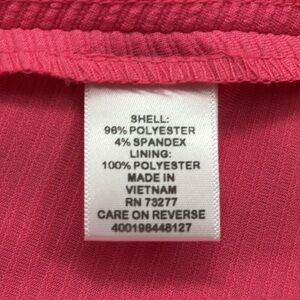 SHELL:
96% POLYESTER
4% SPANDEX
LINING:
100% POLYESTER
MADE IN
VIETNAM
RN 73277
CARE ON REVERSE
400198448127